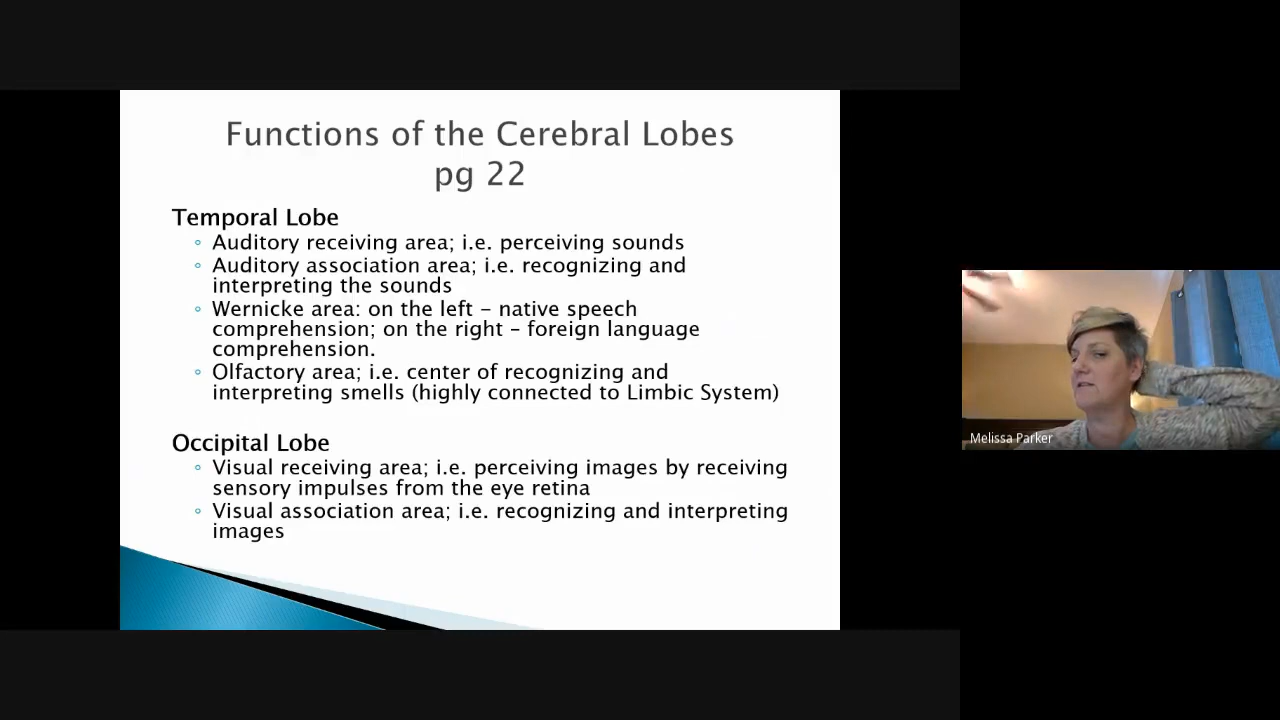 Functions of the Cerebral Lobes
pg 22
Temporal Lobe
Auditory receiving area; i.e. perceiving sounds
Auditory association area; i.e. recognizing and
interpreting the sounds
Wernicke area: on the left – native speech
comprehension; on the right – foreign language
comprehension.
Olfactory area; i.e. center of recognizing and
interpreting smells (highly connected to Limbic System)
Occipital Lobe
Visual receiving area; i.e. perceiving images by receiving
sensory impulses from the eye retina
Visual association area; i.e. recognizing and interpreting
images
Melissa Parker